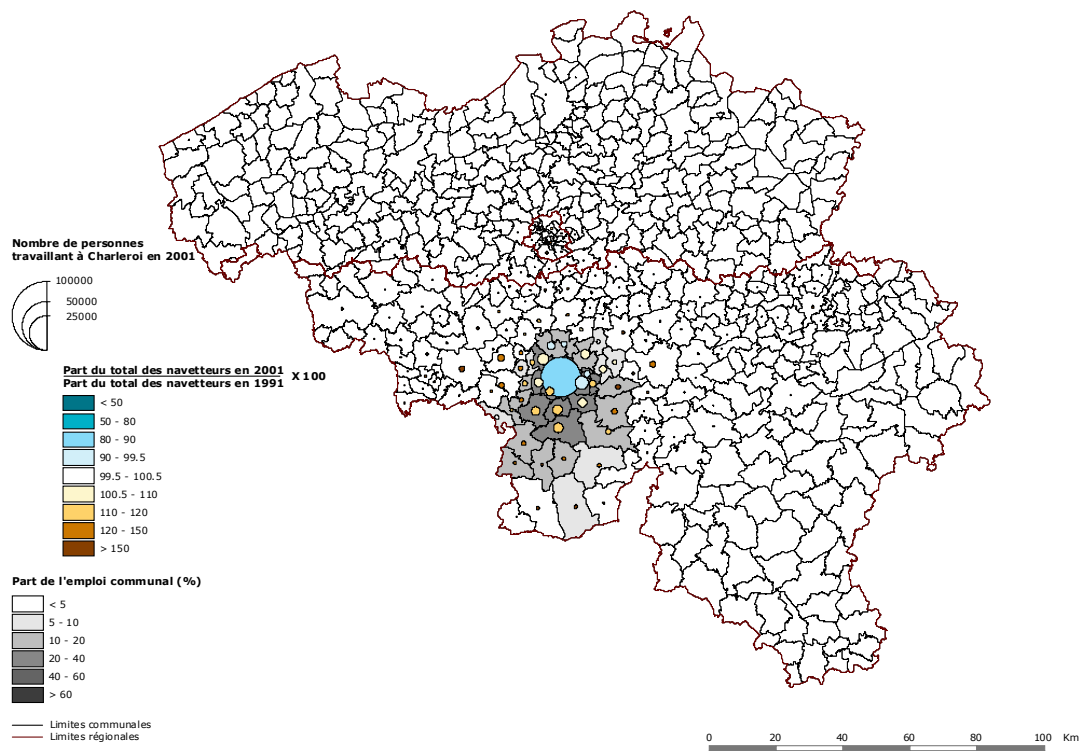 Nombre de personnes
travaillant à Charleroi en 2001
100000
50000
25000
Part du total des navetteurs en 2001
Part du total des navetteurs en 1991 X 100
< 50
50 - 80
80 - 90
90 - 99.5
99.5 - 100.5
100.5 - 110
110 - 120
120 - 150
> 150
Part de l'emploi communal (%)
< 5
5 - 10
10 - 20
20 - 40
40 - 60
> 60
Limites communales
Limites régionales
0 20 40 60 80 100 Km